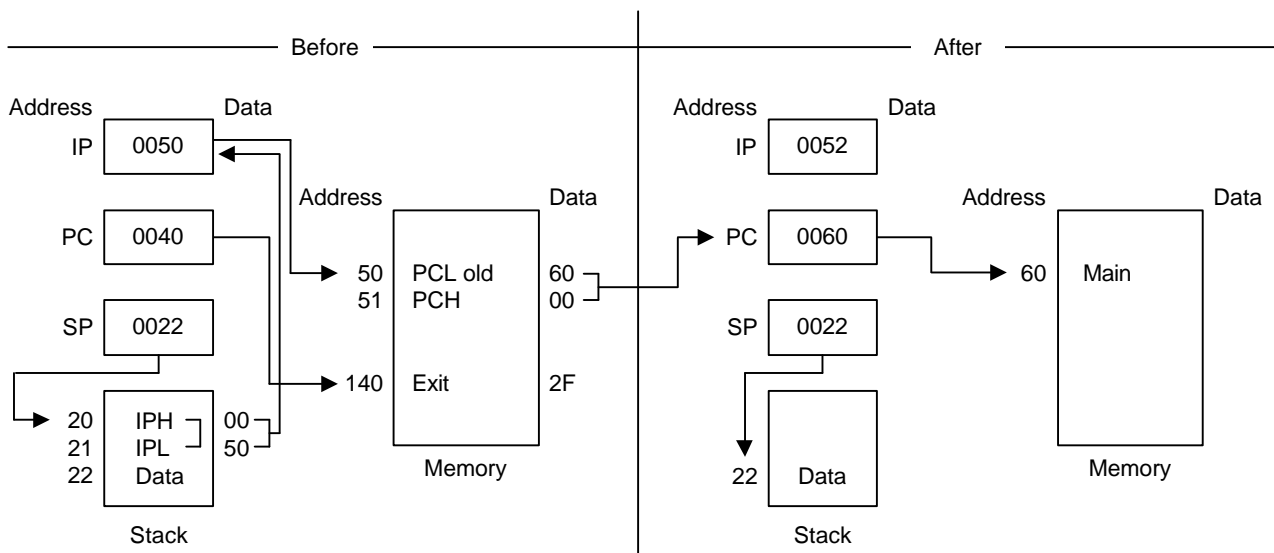 Before
Address Data
IP 0050
PC 0040
SP 0022
20 IPH 00
21 IPL 50
22 Data
Stack
Address Data
50 PCL old 60
51 PCH 00
140 Exit 2F
Memory
After
Address Data
IP 0052
PC 0060
SP 0022
22 Data
Stack
Address Data
60 Main
Memory